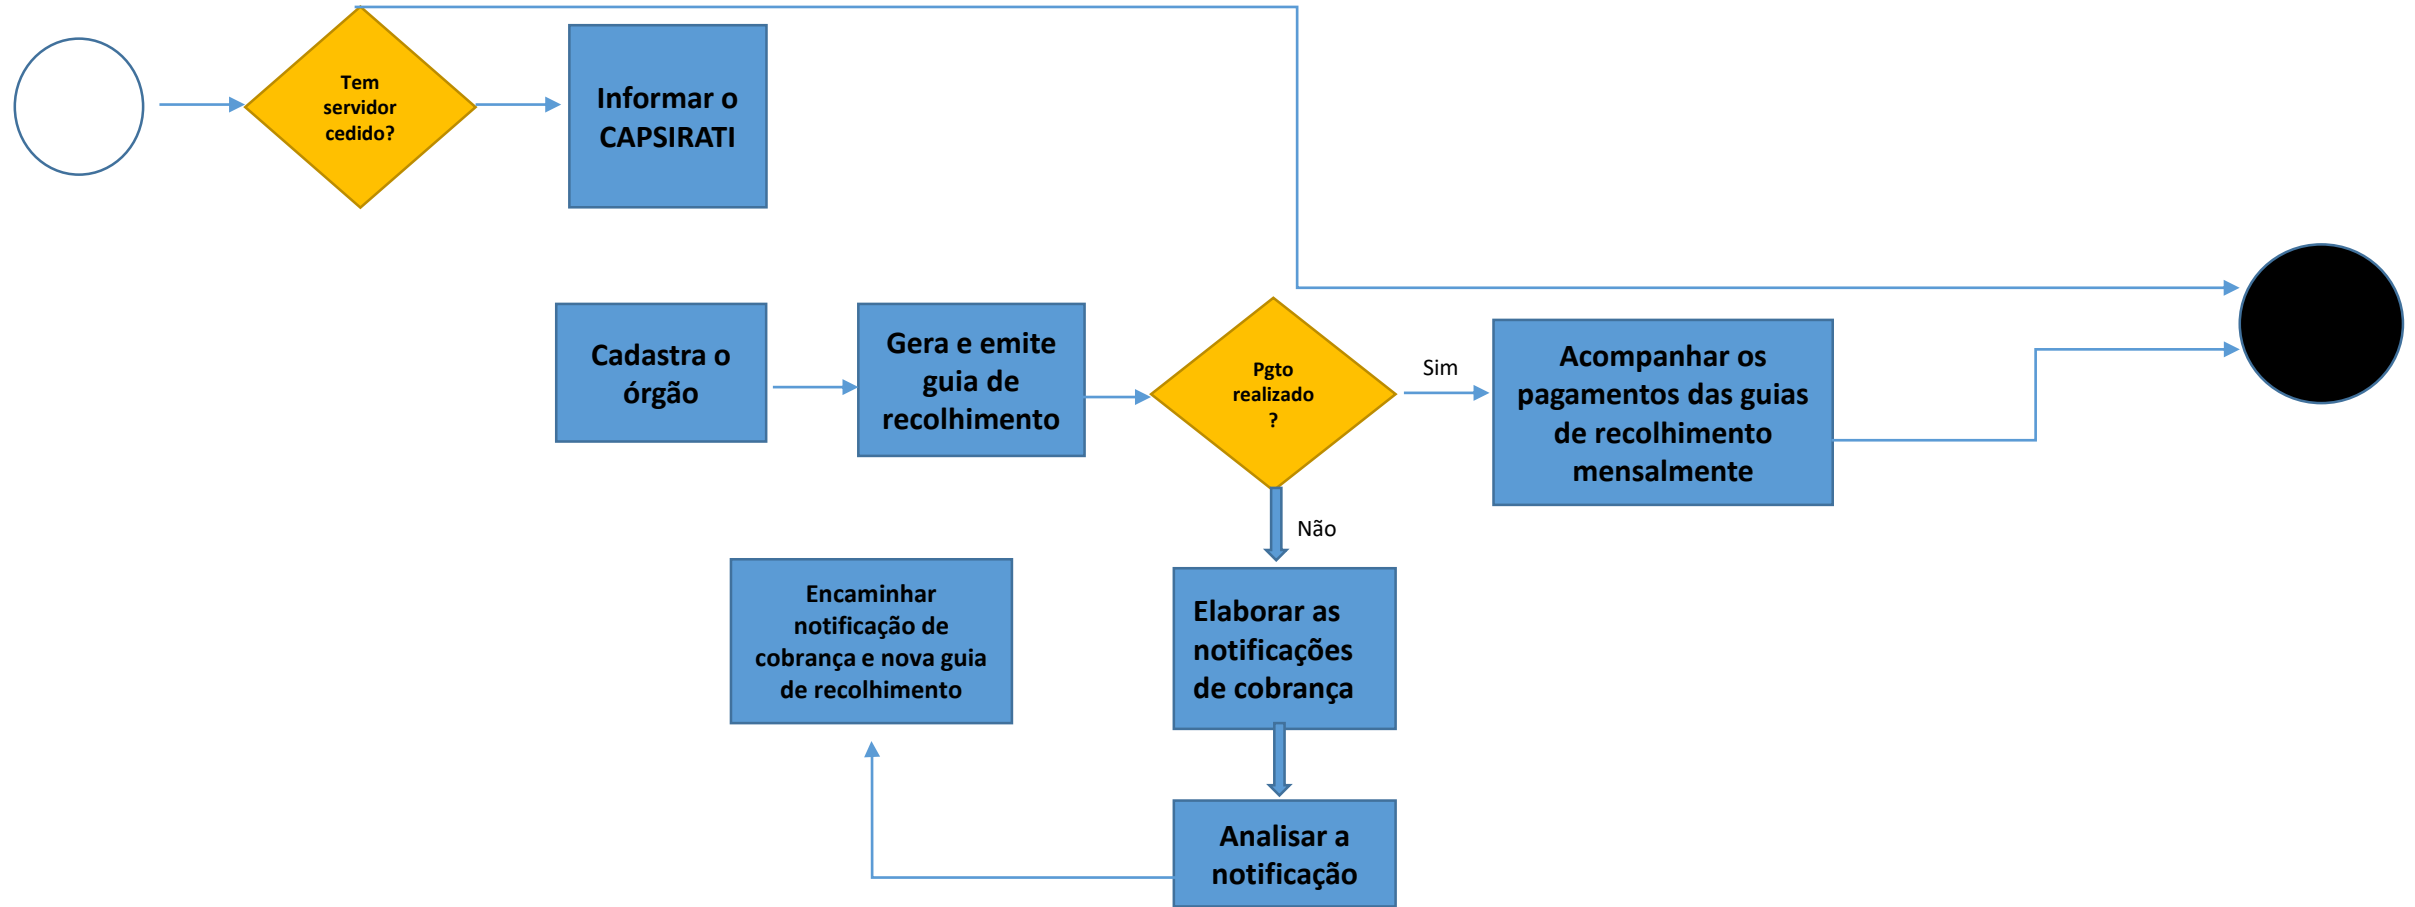 Tem
servidor
cedido?
Informar o
CAPSIRATI
Cadastra o
órgão
Gera e emite
guia de
recolhimento
Pgto
realizado
?
Sim
Acompanhar os
pagamentos das guias
de recolhimento
mensalmente
Não
Encaminhar
notificação de
cobrança e nova guia
de recolhimento
Elaborar as
notificações
de cobrança
Analisar a
notificação